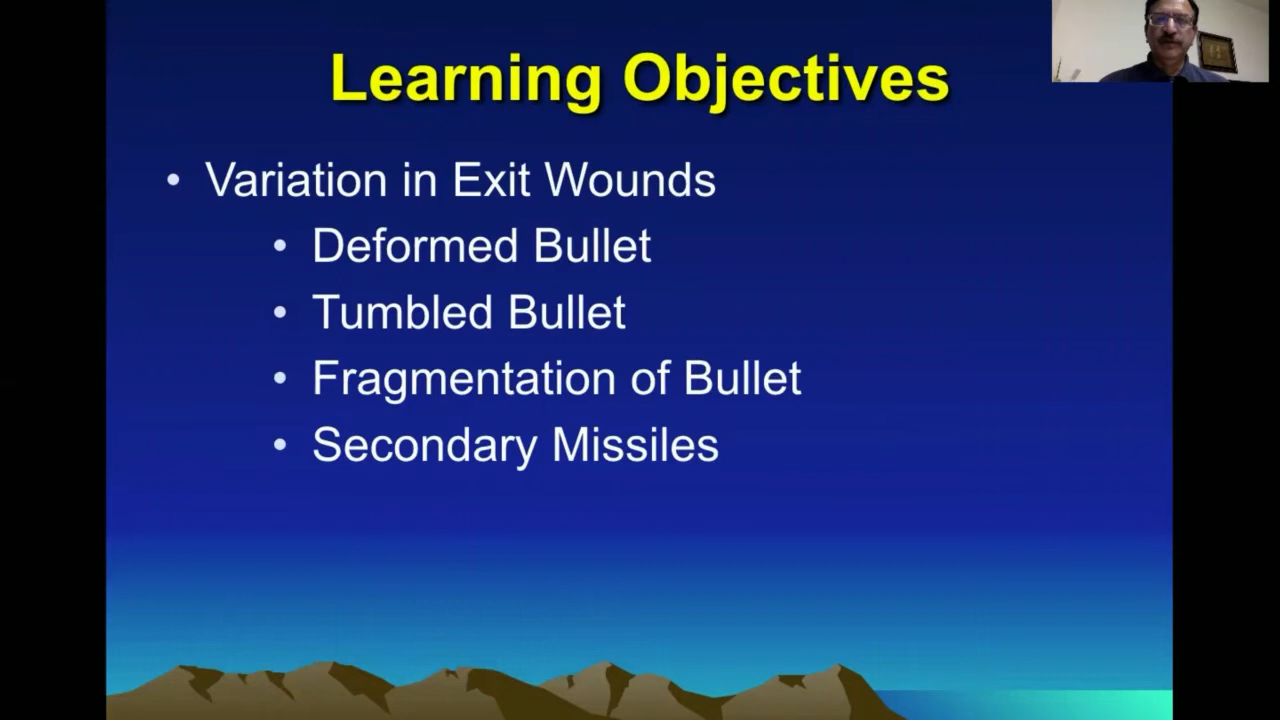 Learning Objectives
• Variation in Exit Wounds
• Deformed Bullet
• Tumbled Bullet
• Fragmentation of Bullet
• Secondary Missiles